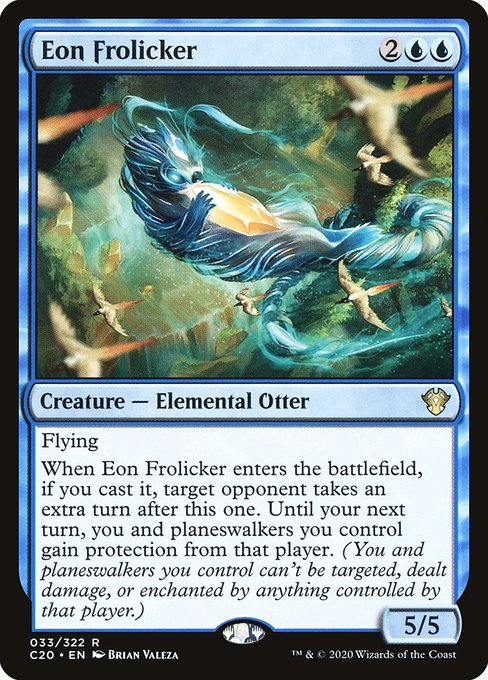 Eon Frolicker 2
Creature — Elemental Otter
Flying
When Eon Frolicker enters the battlefield,
if you cast it, target opponent takes an
extra turn after this one. Until your next
turn, you and planeswalkers you control
gain protection from that player. (You and
planeswalkers you control can't be targeted, dealt
damage, or enchanted by anything controlled by
that player.)
5/5
033/322 R
C20 • EN Brian Valeza
™ & © 2020 Wizards of the Coast